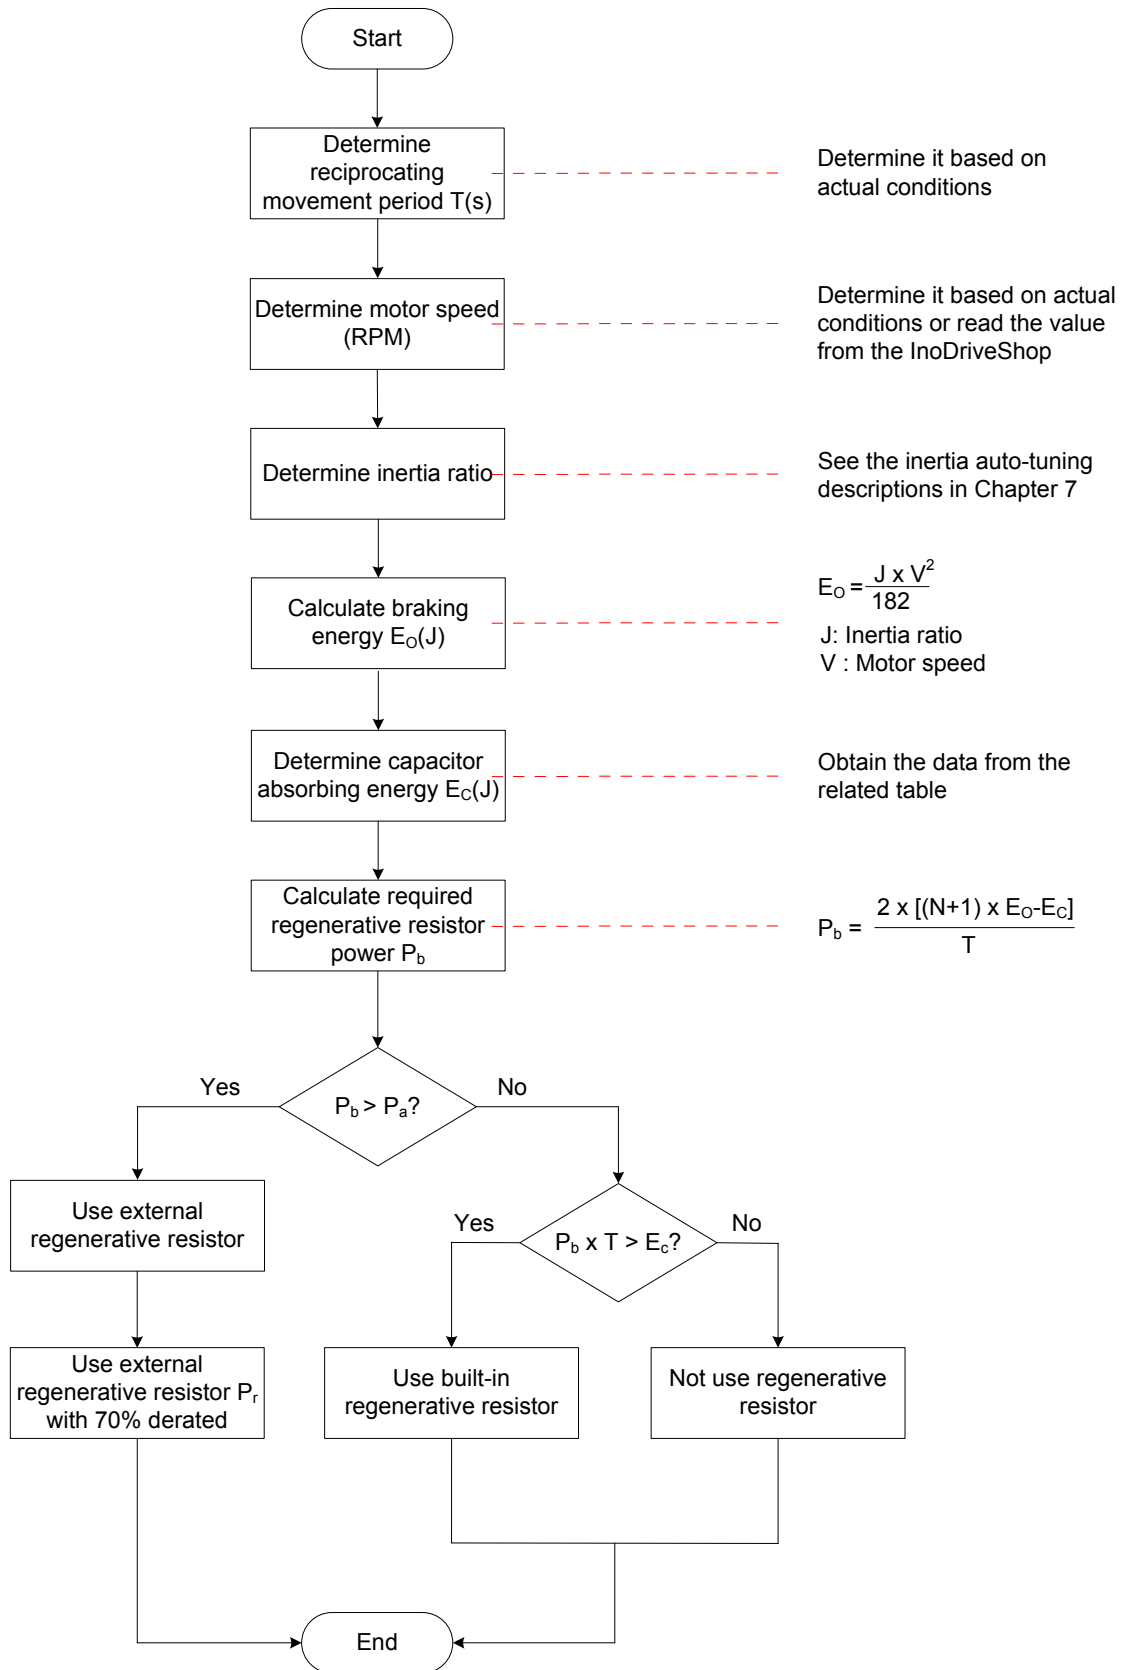 Start
Determine
reciprocating
movement period T(s)
Determine it based on
actual conditions
Determine motor speed
(RPM)
Determine it based on actual
conditions or read the value
from the InoDriveShop
Determine inertia ratio
See the inertia auto-tuning
descriptions in Chapter 7
Calculate braking
energy EO(J)
EO = J x V²
182
J: Inertia ratio
V : Motor speed
Determine capacitor
absorbing energy EC(J)
Obtain the data from the
related table
Calculate required
regenerative resistor
power Pb
Pb = 2 x [(N+1) x EO-EC]
T
Yes
No
Pb > Pa?
Use external
regenerative resistor
Yes
No
Pb x T > Ec?
Use external
regenerative resistor Pr
with 70% derated
Use built-in
regenerative resistor
Not use regenerative
resistor
End